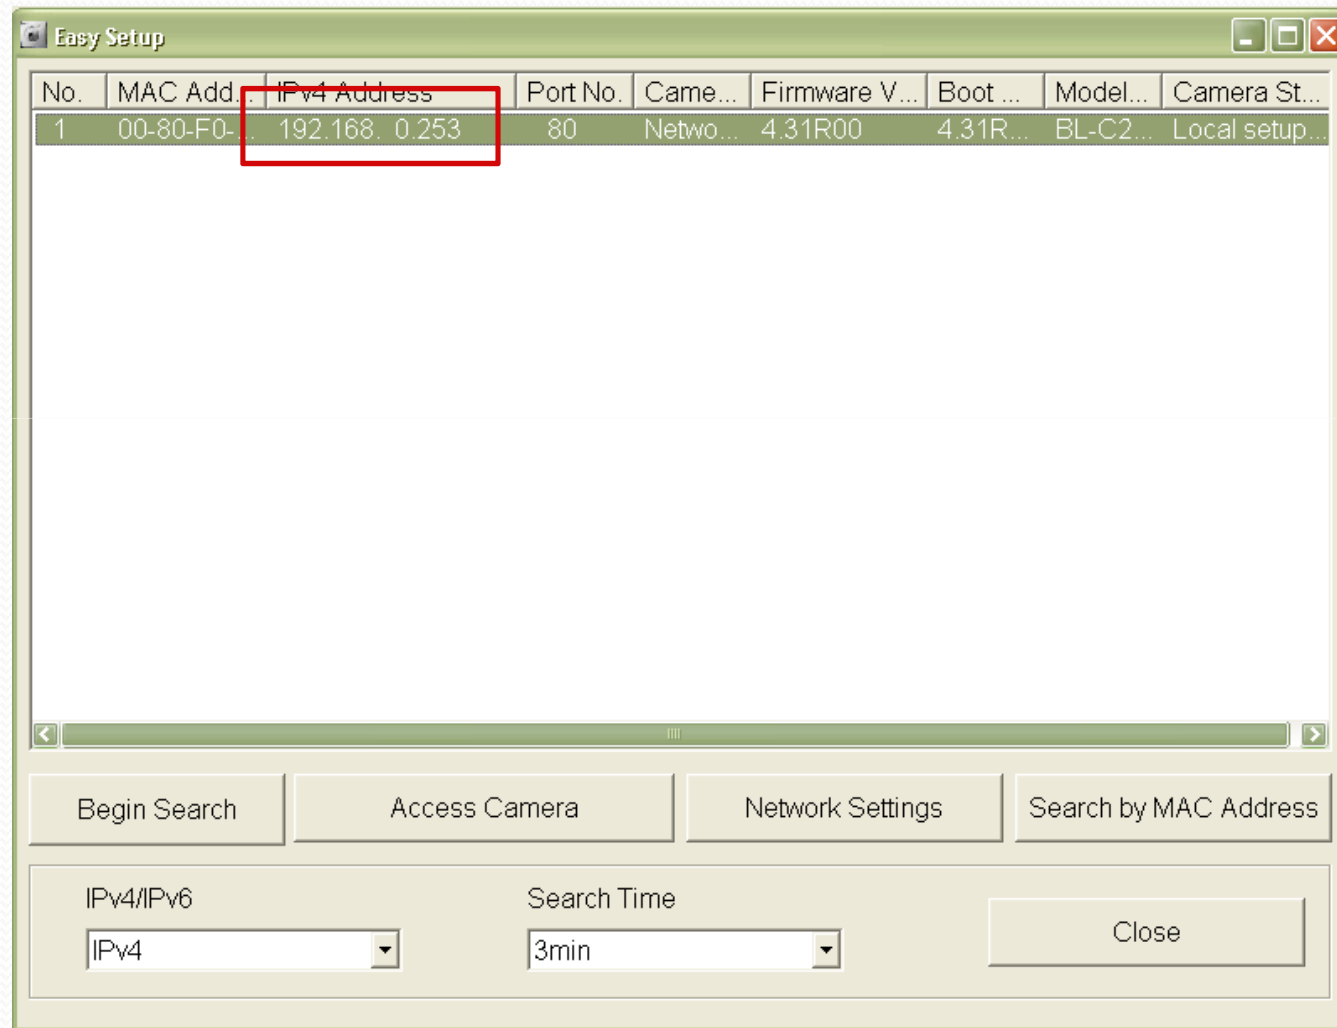 Easy Setup
No. MAC Add... IPv4 Address Port No. Came... Firmware V... Boot ... Model... Camera St...
1 00-80-F0-... 192.168. 0.253 80 Netwo... 4.31R00 4.31R... BL-C2... Local setup...
Begin Search Access Camera Network Settings Search by MAC Address
IPv4/IPv6 Search Time
IPv4 3min Close